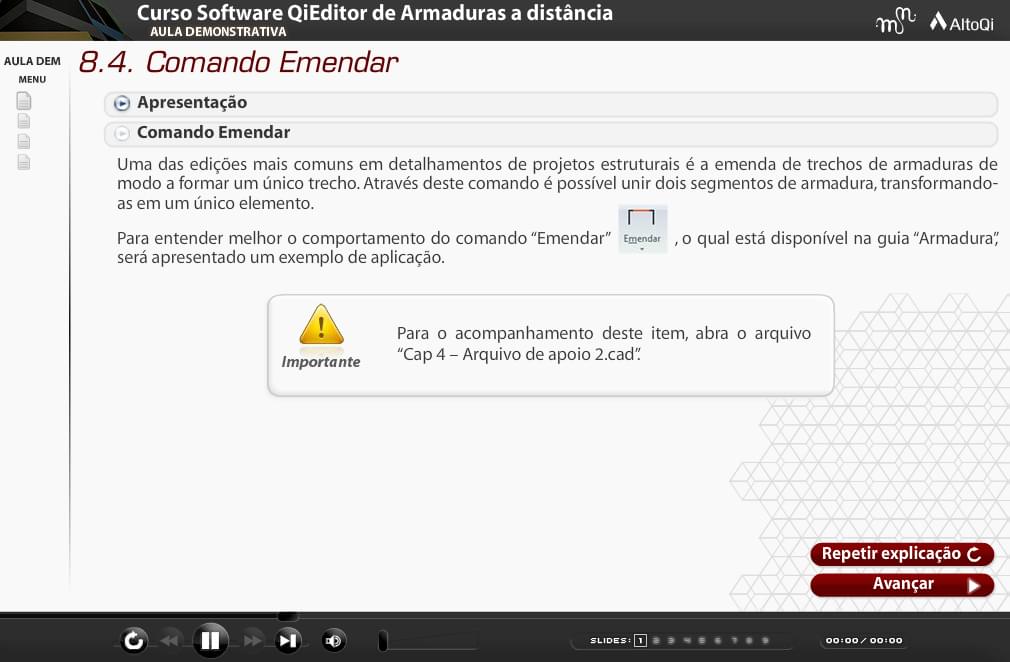 Curso Software QiEditor de Armaduras a distância
AULA DEMONSTRATIVA
AltoQi
AULA DEM
MENU
8.4. Comando Emendar
Apresentação
Comando Emendar
Uma das edições mais comuns em detalhamentos de projetos estruturais é a emenda de trechos de armaduras de
modo a formar um único trecho. Através deste comando é possível unir dois segmentos de armadura, transformando-
as em um único elemento.
Para entender melhor o comportamento do comando “Emendar” Emendar , o qual está disponível na guia “Armadura”,
será apresentado um exemplo de aplicação.
Importante
Para o acompanhamento deste item, abra o arquivo
“Cap 4 – Arquivo de apoio 2.cad”.
Repetir explicação
Avançar
SLIDES: 1 2 3 4 5 6 7 8 9
00:00 / 00:00